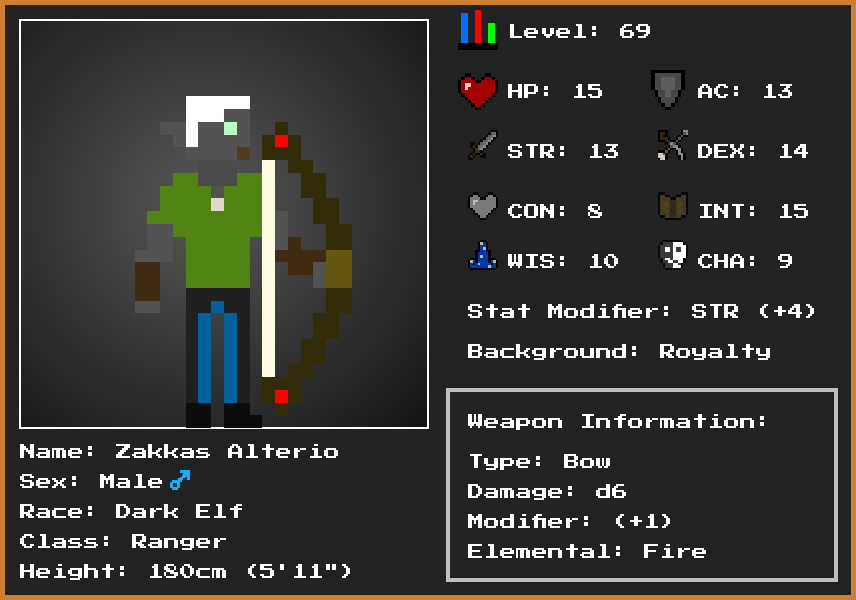 Level: 69
HP: 15
AC: 13
STR: 13
DEX: 14
CON: 8
INT: 15
WIS: 10
CHA: 9
Stat Modifier: STR (+4)
Background: Royalty
Weapon Information:
Type: Bow
Damage: d6
Modifier: (+1)
Elemental: Fire
Name: Zakkas Alterio
Sex: Male♂
Race: Dark Elf
Class: Ranger
Height: 180cm (5'11")